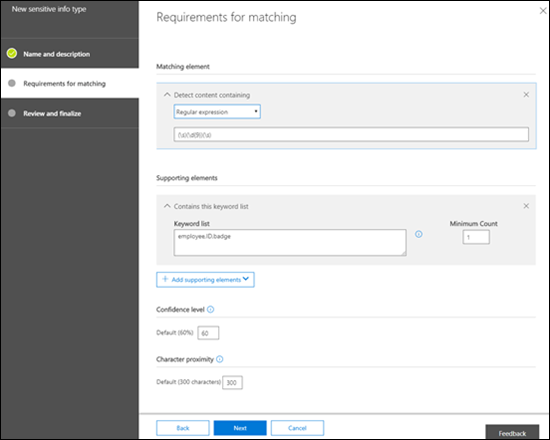 New sensitive info type
Name and description
Requirements for matching
Review and finalize
Requirements for matching
Matching element
Detect content containing
Regular expression
(\s)(\d{9})(\s)
Supporting elements
Contains this keyword list
Keyword list
Minimum Count
employee,ID,badge
1
Add supporting elements
Confidence level
Default (60%)
60
Character proximity
Default (300 characters)
300
Back
Next
Cancel
Feedback